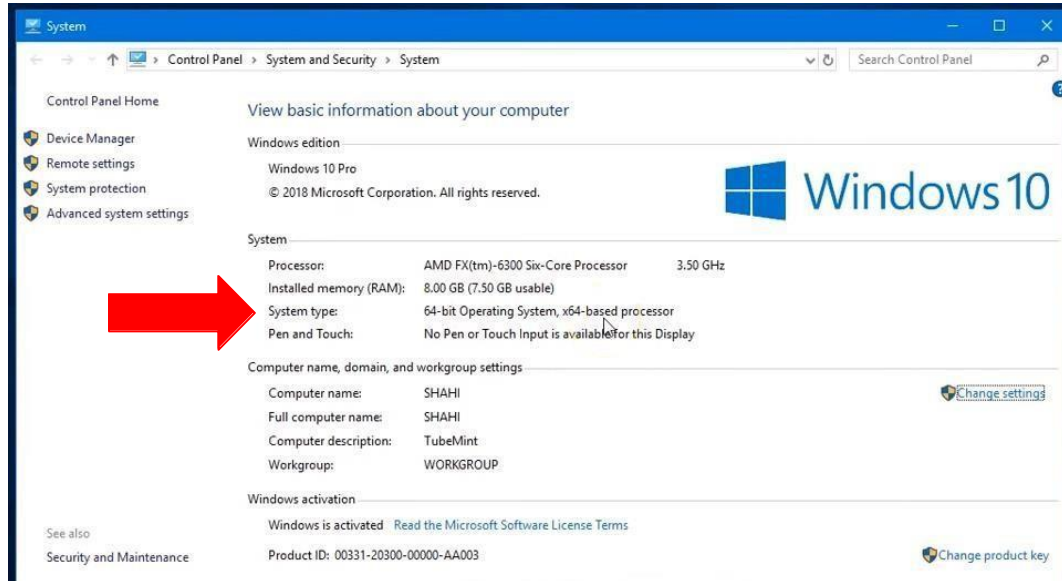 System
Control Panel > System and Security > System
Search Control Panel
Control Panel Home
Device Manager
Remote settings
System protection
Advanced system settings
See also
Security and Maintenance
View basic information about your computer
Windows edition
Windows 10 Pro
© 2018 Microsoft Corporation. All rights reserved.
Windows 10
System
Processor: AMD FX(tm)-6300 Six-Core Processor 3.50 GHz
Installed memory (RAM): 8.00 GB (7.50 GB usable)
System type: 64-bit Operating System, x64-based processor
Pen and Touch: No Pen or Touch Input is available for this Display
Computer name, domain, and workgroup settings
Computer name: SHAHI
Change settings
Full computer name: SHAHI
Computer description: TubeMint
Workgroup: WORKGROUP
Windows activation
Windows is activated Read the Microsoft Software License Terms
Product ID: 00331-20300-00000-AA003
Change product key